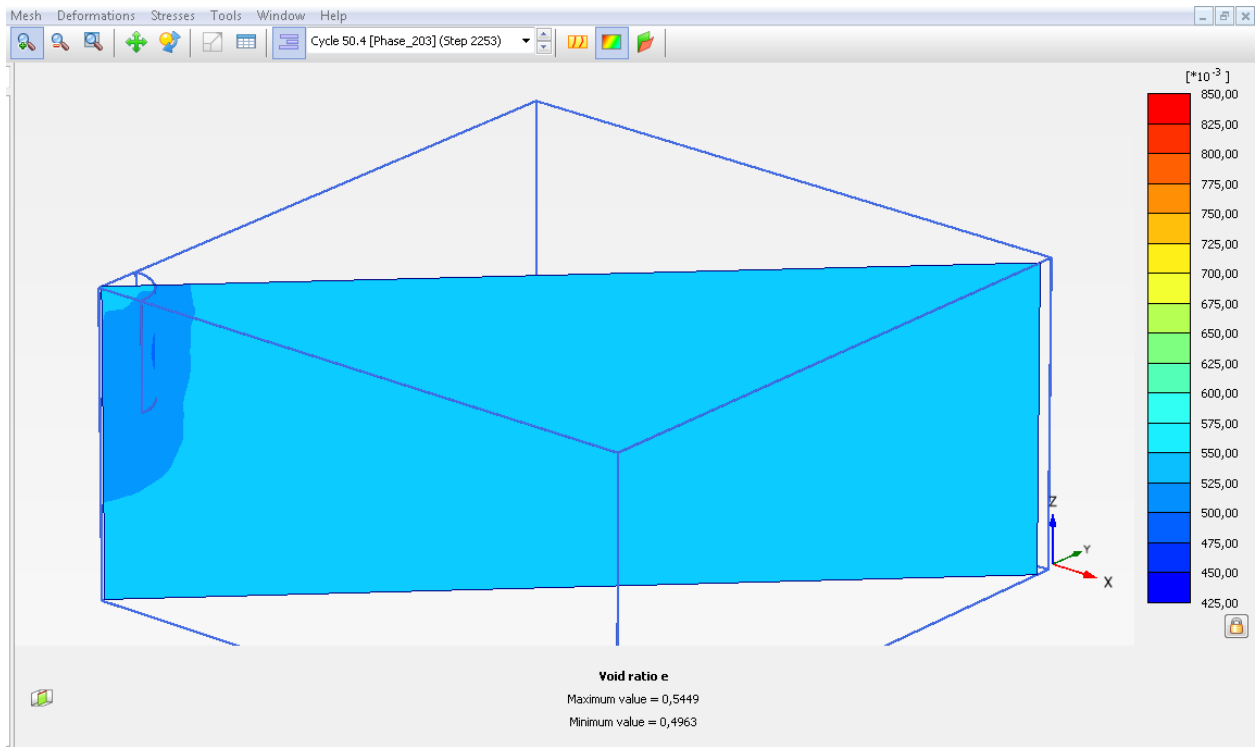 Mesh Deformations Stresses Tools Window Help
Cycle 50.4 [Phase_203] (Step 2253)
[*10-3 ]
850,00
825,00
800,00
775,00
750,00
725,00
700,00
675,00
650,00
625,00
600,00
575,00
550,00
525,00
500,00
475,00
450,00
425,00
Z
Y
X
Void ratio e
Maximum value = 0,5449
Minimum value = 0,4963